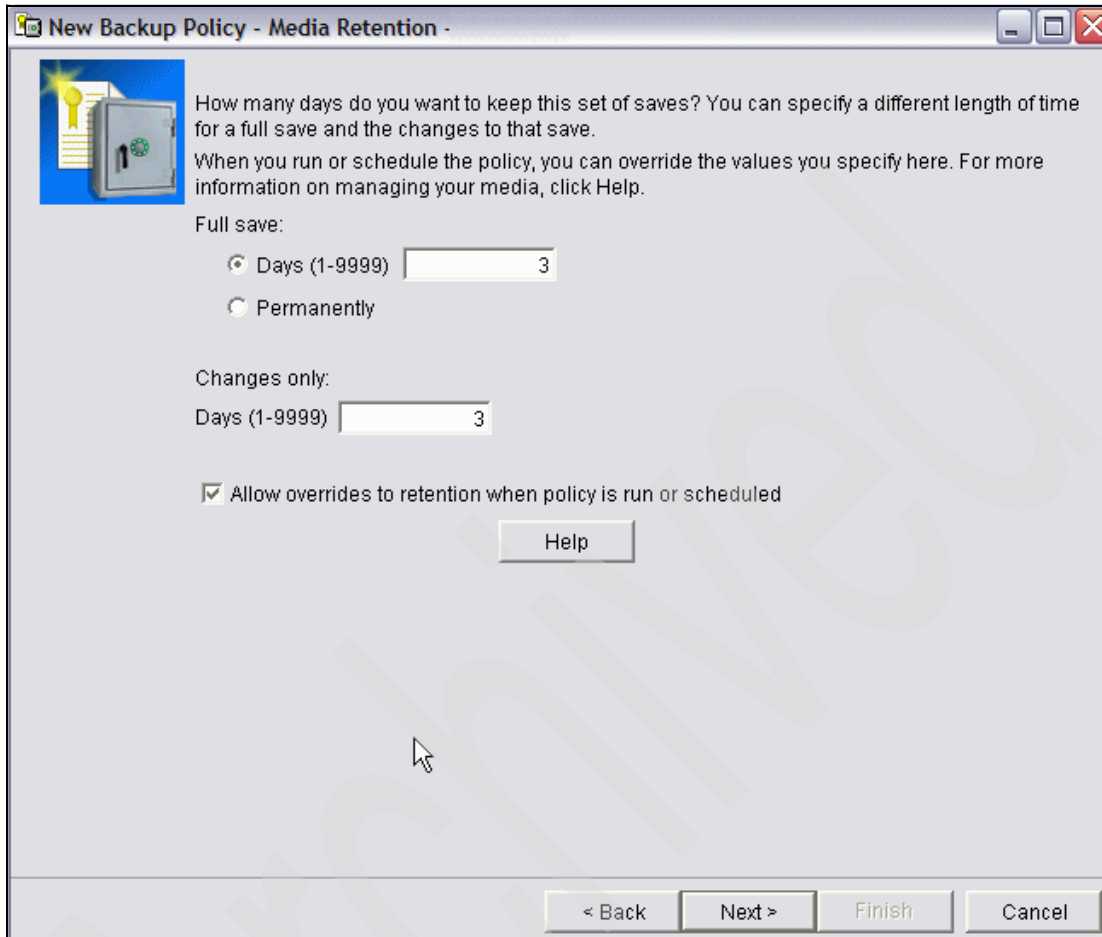 New Backup Policy - Media Retention -
How many days do you want to keep this set of saves? You can specify a different length of time
for a full save and the changes to that save.
When you run or schedule the policy, you can override the values you specify here. For more
information on managing your media, click Help.
Full save:
Days (1-9999) 3
Permanently
Changes only:
Days (1-9999) 3
Allow overrides to retention when policy is run or scheduled
Help
< Back Next > Finish Cancel